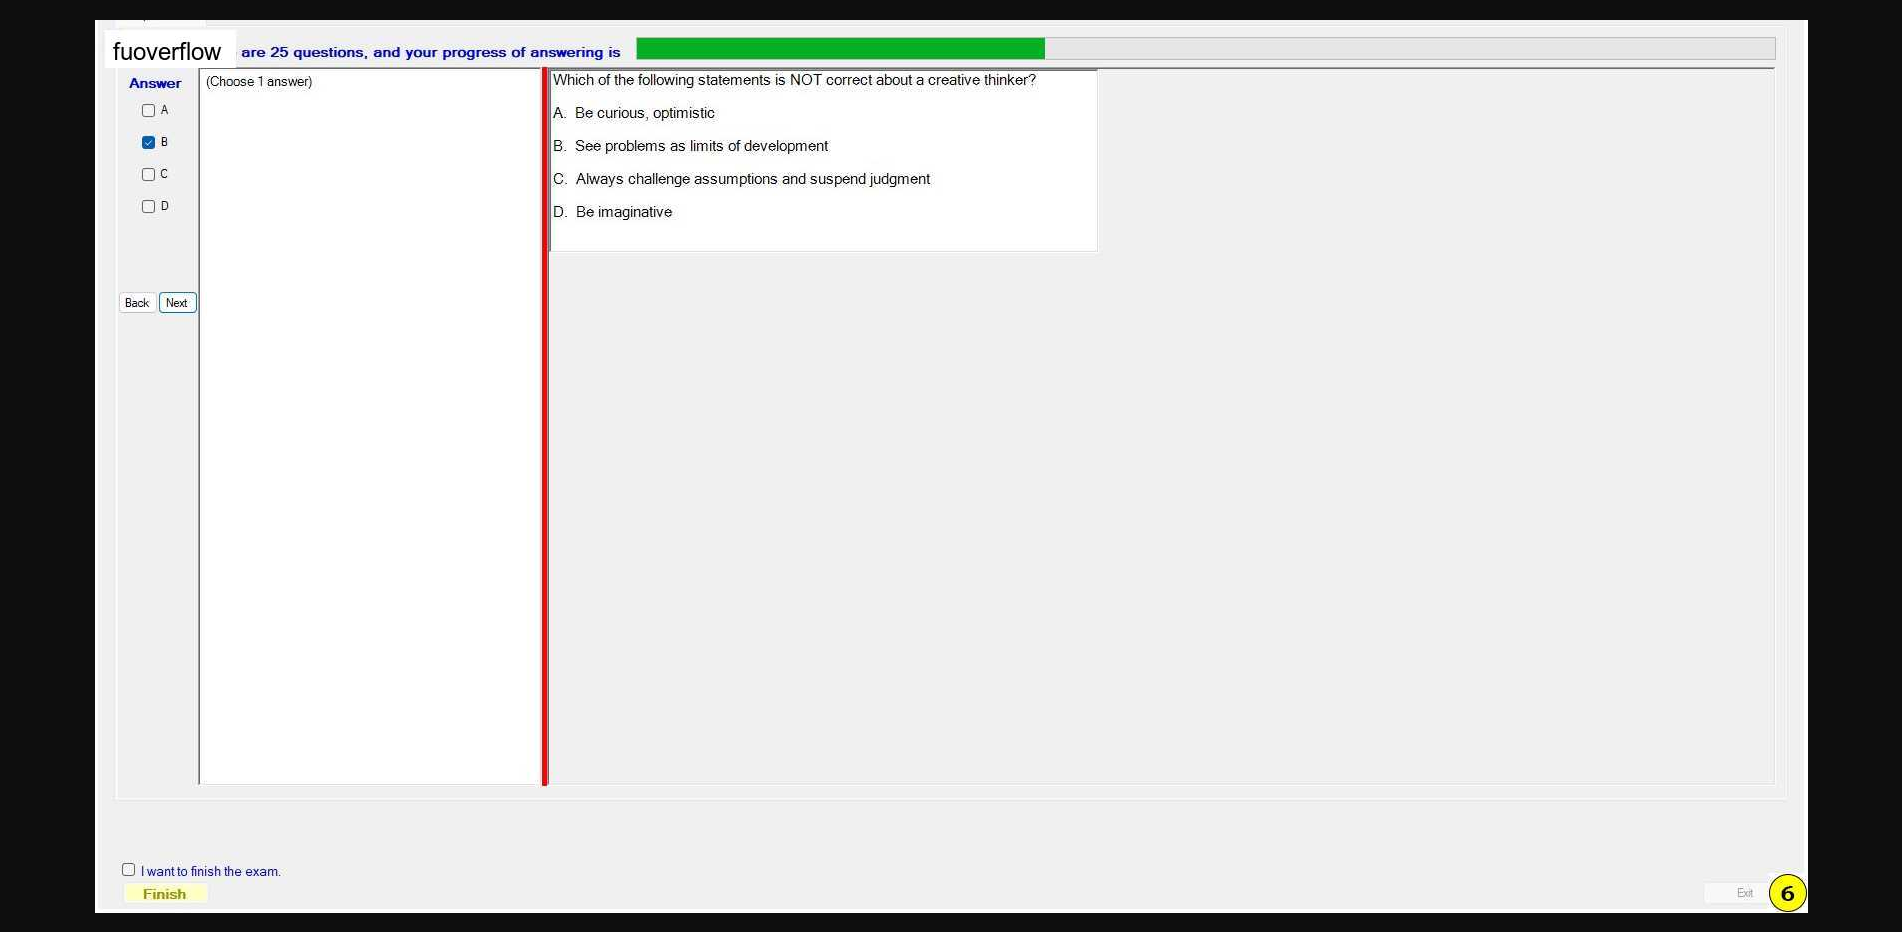 fuoverflow are 25 questions, and your progress of answering is
Answer
(Choose 1 answer)
A
B
C
D
Back Next
Which of the following statements is NOT correct about a creative thinker?
A. Be curious, optimistic
B. See problems as limits of development
C. Always challenge assumptions and suspend judgment
D. Be imaginative
I want to finish the exam.
Finish
Exit
6